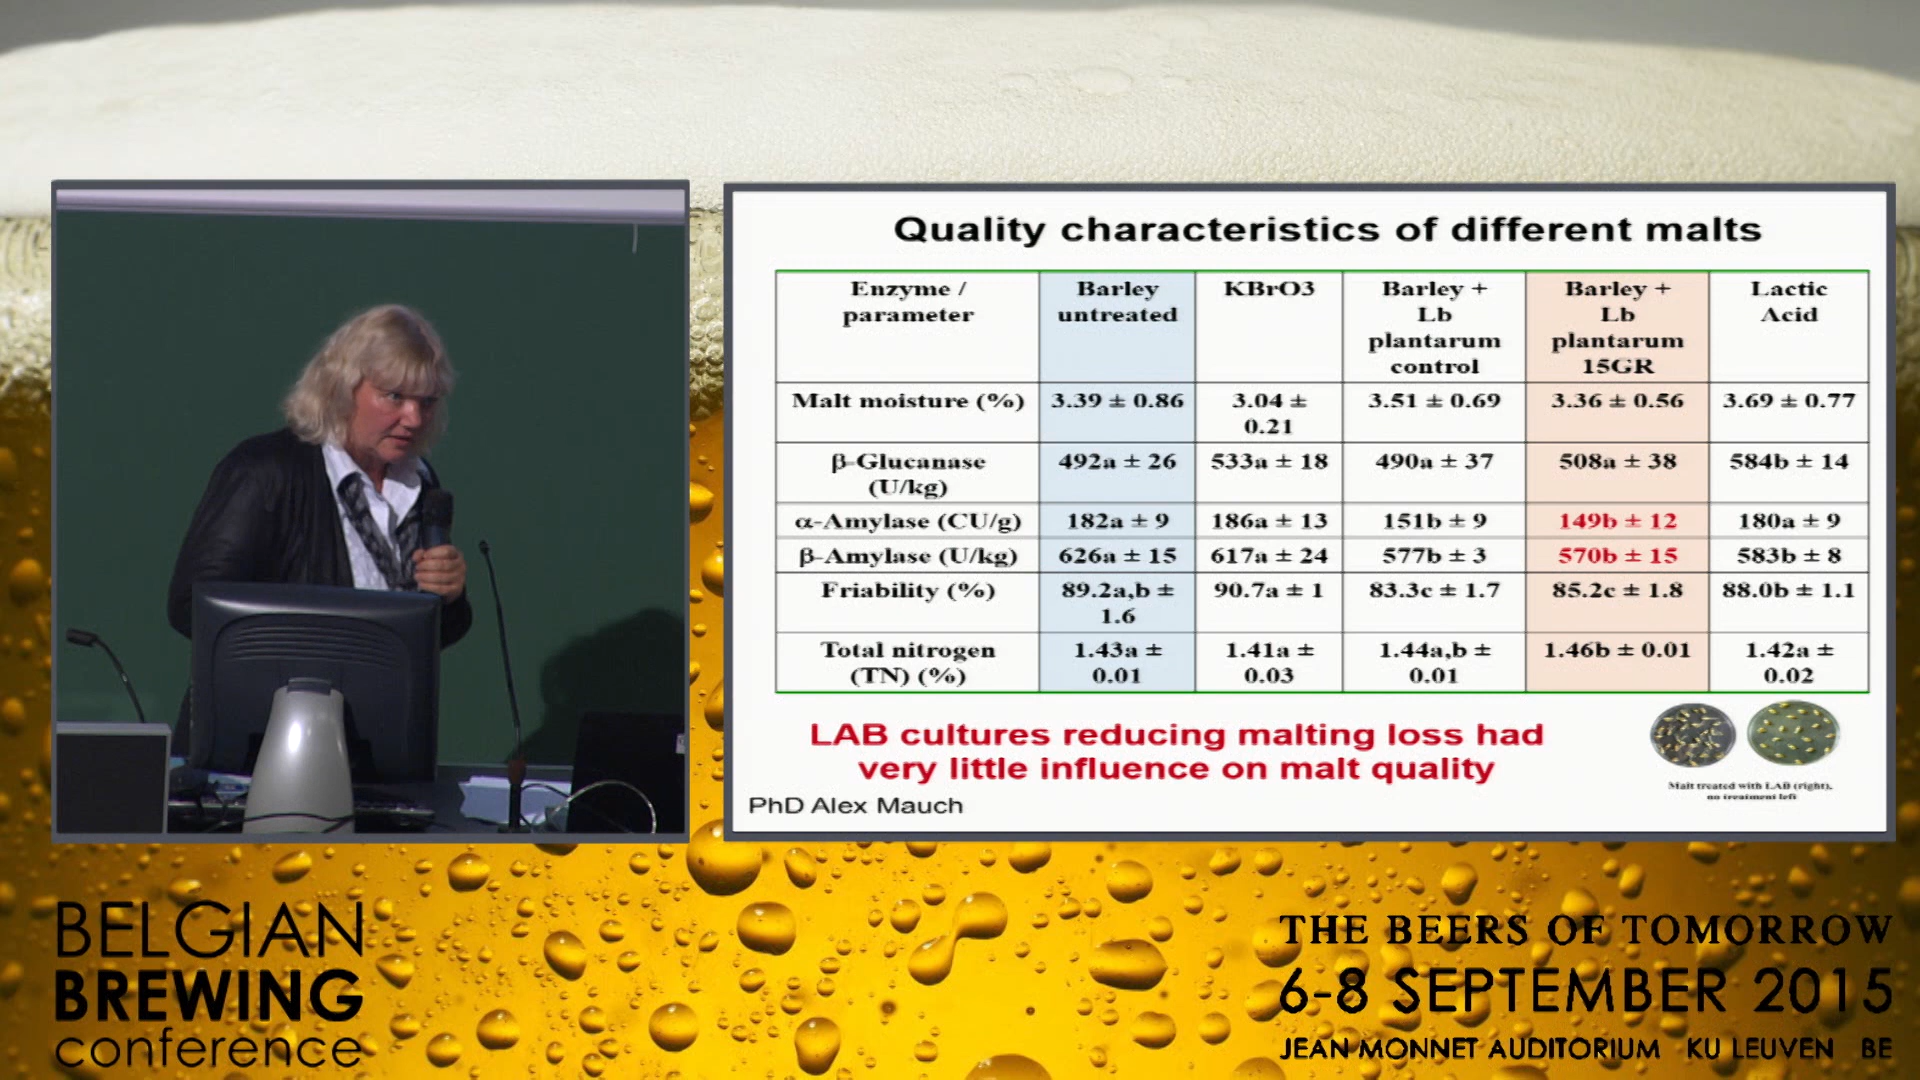 Quality characteristics of different malts
Enzyme / parameter | Barley untreated | KBrO3 | Barley + Lb plantarum control | Barley + Lb plantarum 15GR | Lactic Acid
Malt moisture (%) | 3.39 ± 0.86 | 3.04 ± 0.21 | 3.51 ± 0.69 | 3.36 ± 0.56 | 3.69 ± 0.77
β-Glucanase (U/kg) | 492a ± 26 | 533a ± 18 | 490a ± 37 | 508a ± 38 | 584b ± 14
α-Amylase (CU/g) | 182a ± 9 | 186a ± 13 | 151b ± 9 | 149b ± 12 | 180a ± 9
β-Amylase (U/kg) | 626a ± 15 | 617a ± 24 | 577b ± 3 | 570b ± 15 | 583b ± 8
Friability (%) | 89.2a,b ± 1.6 | 90.7a ± 1 | 83.3c ± 1.7 | 85.2c ± 1.8 | 88.0b ± 1.1
Total nitrogen (TN) (%) | 1.43a ± 0.01 | 1.41a ± 0.03 | 1.44a,b ± 0.01 | 1.46b ± 0.01 | 1.42a ± 0.02
LAB cultures reducing malting loss had
very little influence on malt quality
Malt treated with LAB (right),
no treatment left
PhD Alex Mauch
BELGIAN
BREWING
conference
THE BEERS OF TOMORROW
6-8 SEPTEMBER 2015
JEAN MONNET AUDITORIUM KU LEUVEN BE